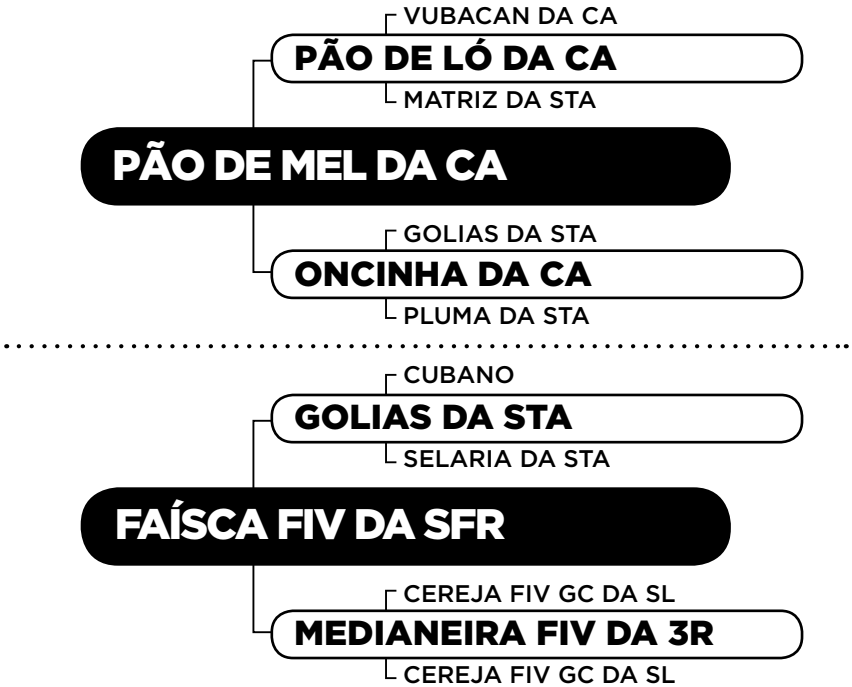 VUBACAN DA CA
PÃO DE LÓ DA CA
MATRIZ DA STA
PÃO DE MEL DA CA
GOLIAS DA STA
ONCINHA DA CA
PLUMA DA STA
CUBANO
GOLIAS DA STA
SELARIA DA STA
FAÍSCA FIV DA SFR
CEREJA FIV GC DA SL
MEDIANEIRA FIV DA 3R
CEREJA FIV GC DA SL